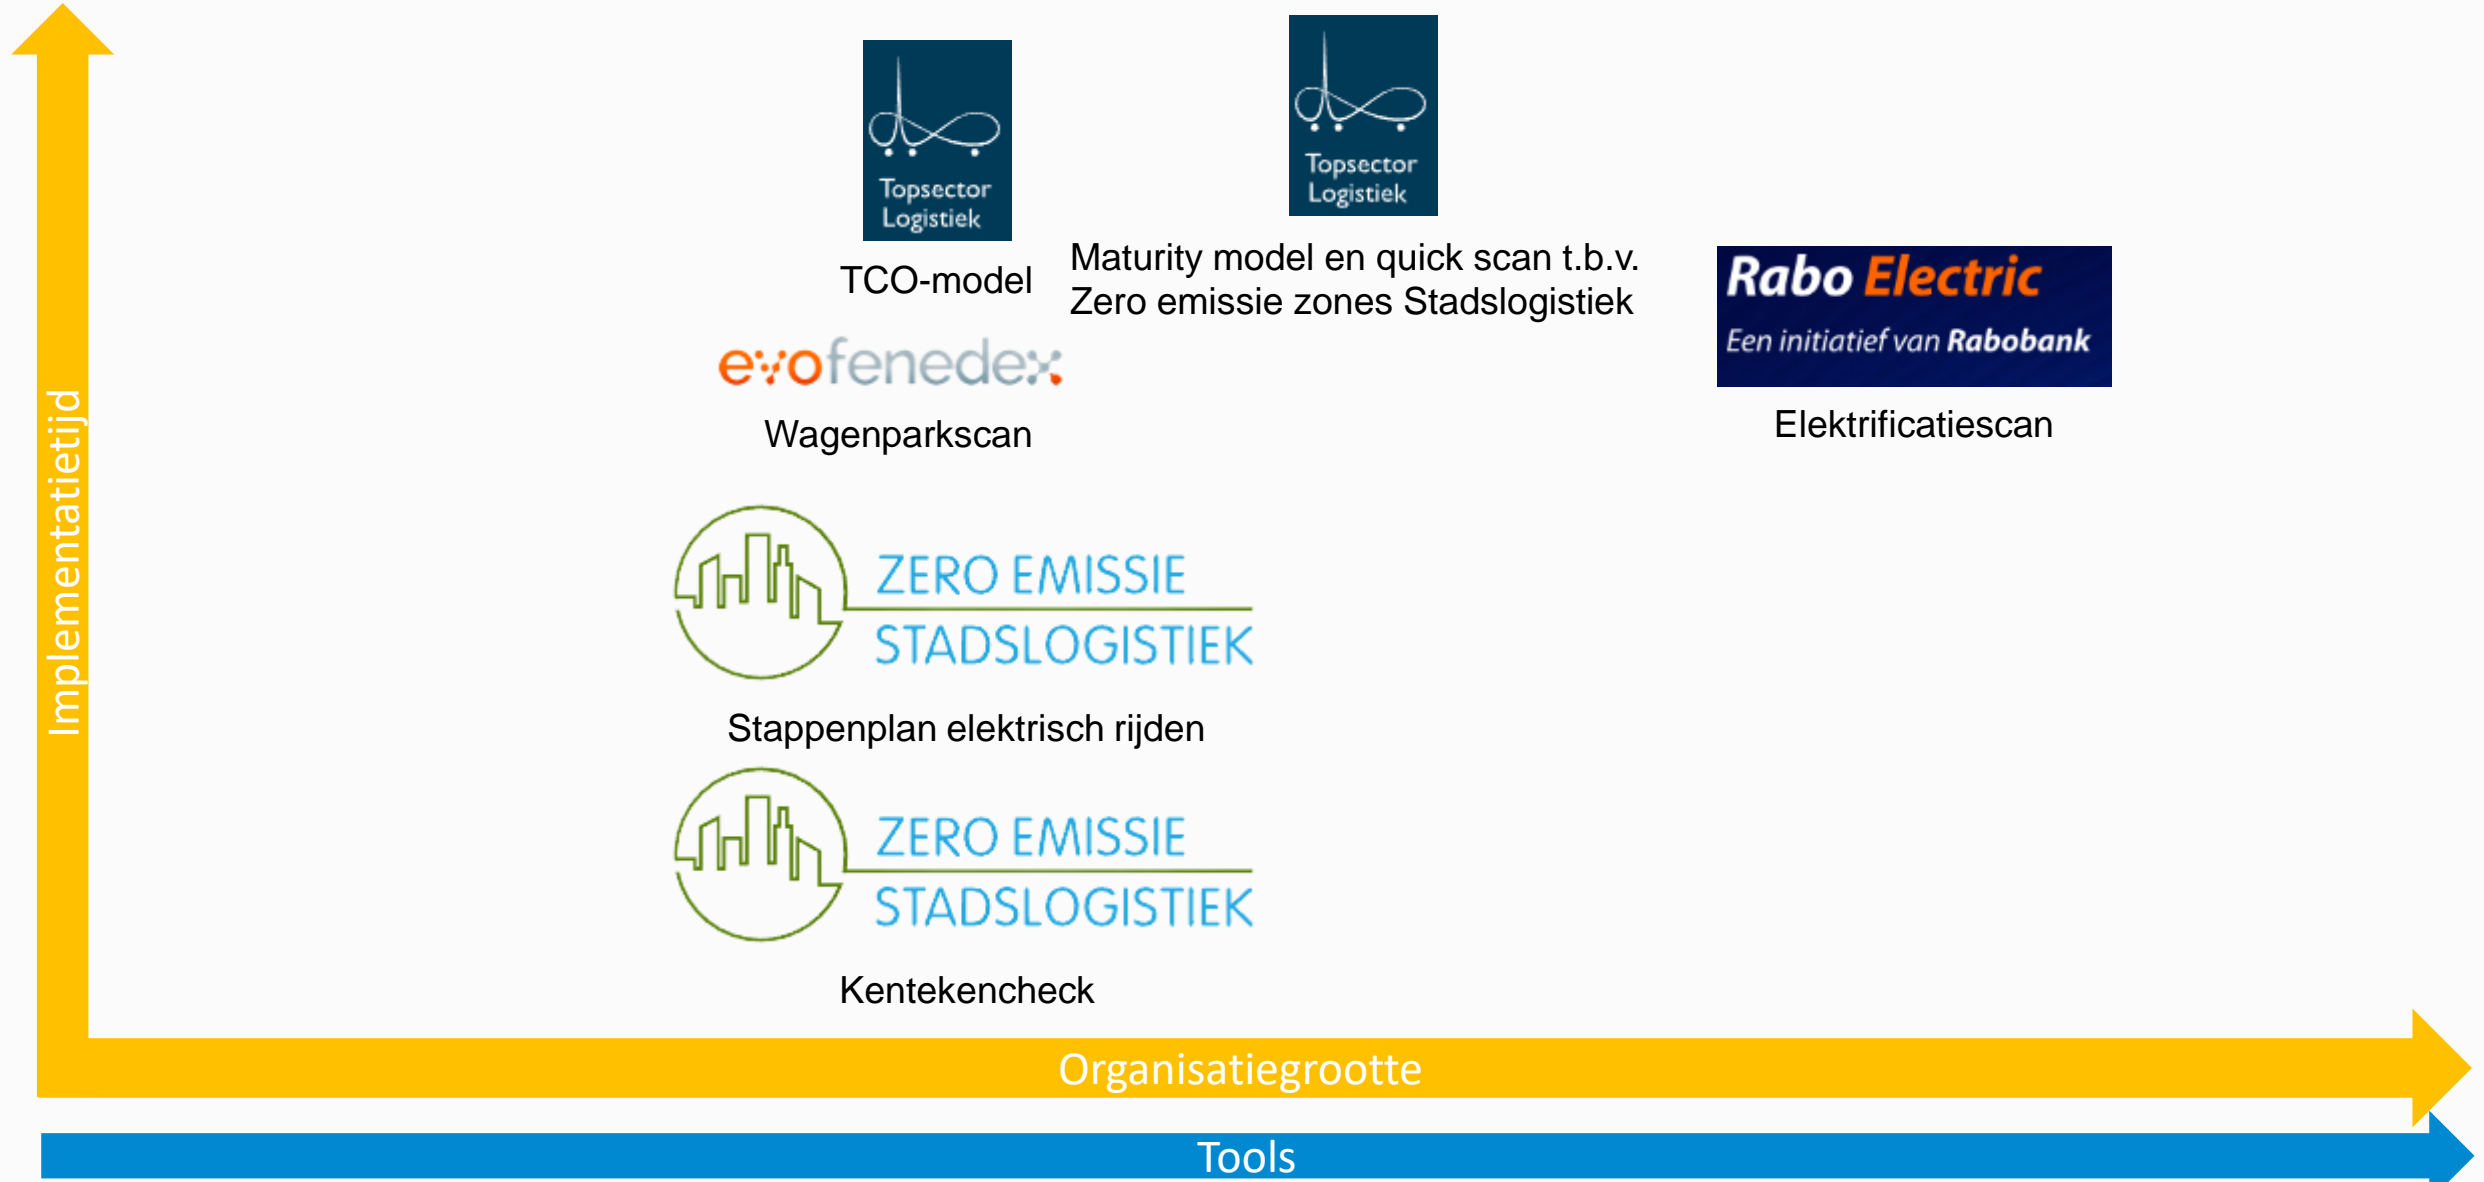 Implementatietijd
Topsector
Logistiek
TCO-model
Topsector
Logistiek
Maturity model en quick scan t.b.v.
Zero emissie zones Stadslogistiek
Rabo Electric
Een initiatief van Rabobank
Elektrificatiescan
evofenedex
Wagenparkscan
ZERO EMISSIE
STADSLOGISTIEK
Stappenplan elektrisch rijden
ZERO EMISSIE
STADSLOGISTIEK
Kentekencheck
Organisatiegrootte
Tools